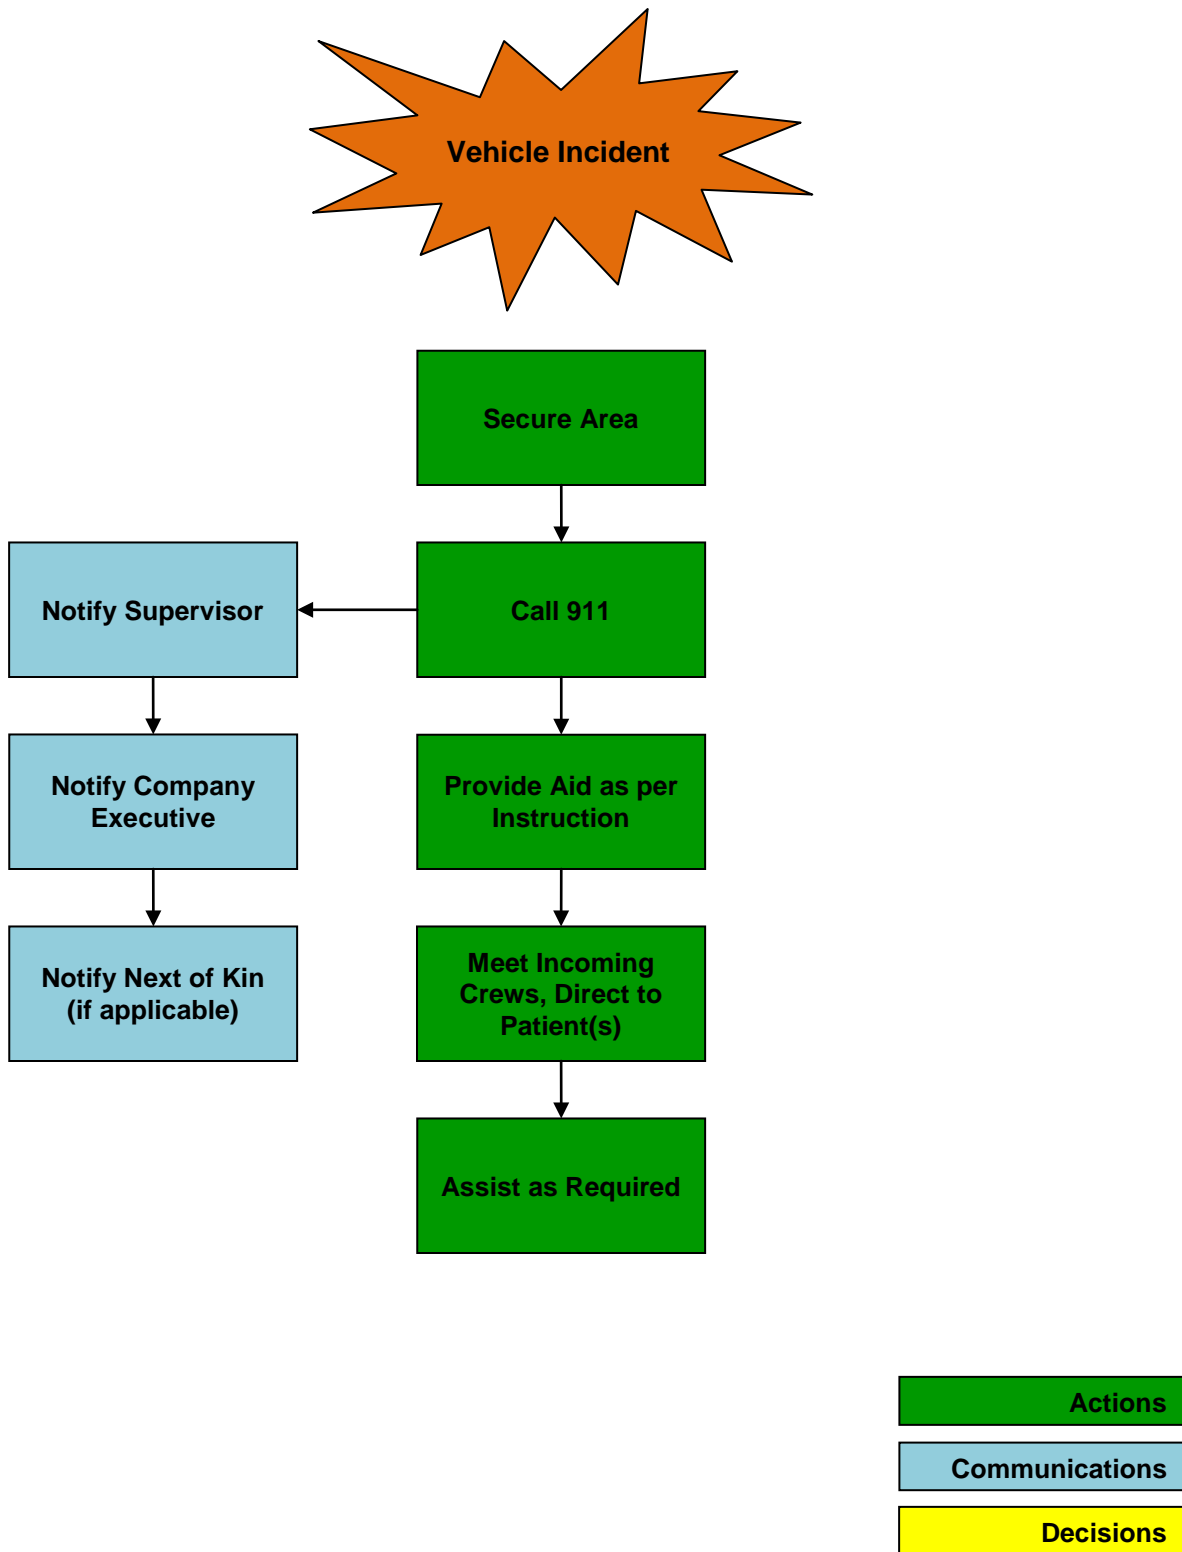 Vehicle Incident
Secure Area
Notify Supervisor
Call 911
Notify Company
Executive
Provide Aid as per
Instruction
Notify Next of Kin
(if applicable)
Meet Incoming
Crews, Direct to
Patient(s)
Assist as Required
Actions
Communications
Decisions